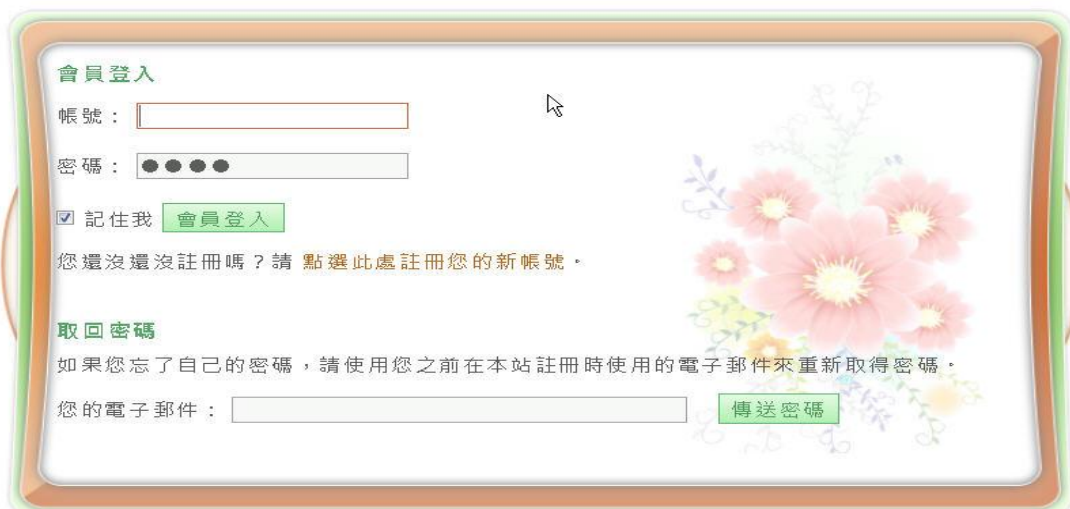 會員登入
帳號：
密碼：●●●●
記住我 會員登入
您還沒還沒註冊嗎？請 點選此處註冊您的新帳號。
取回密碼
如果您忘了自己的密碼，請使用您之前在本站註冊時使用的電子郵件來重新取得密碼。
您的電子郵件： 傳送密碼